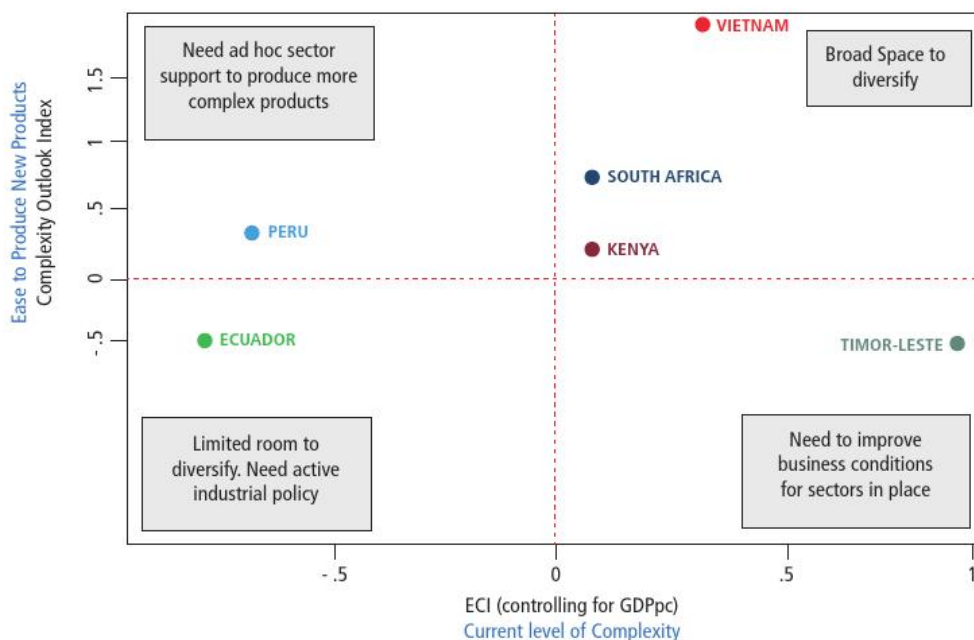 Ease to Produce New Products
Complexity Outlook Index
1.5
1
.5
0
- .5
Need ad hoc sector
support to produce more
complex products
VIETNAM
Broad Space to
diversify
SOUTH AFRICA
PERU
KENYA
ECUADOR
TIMOR-LESTE
Limited room to
diversify. Need active
industrial policy
Need to improve
business conditions
for sectors in place
- .5
0
.5
1
ECI (controlling for GDPpc)
Current level of Complexity